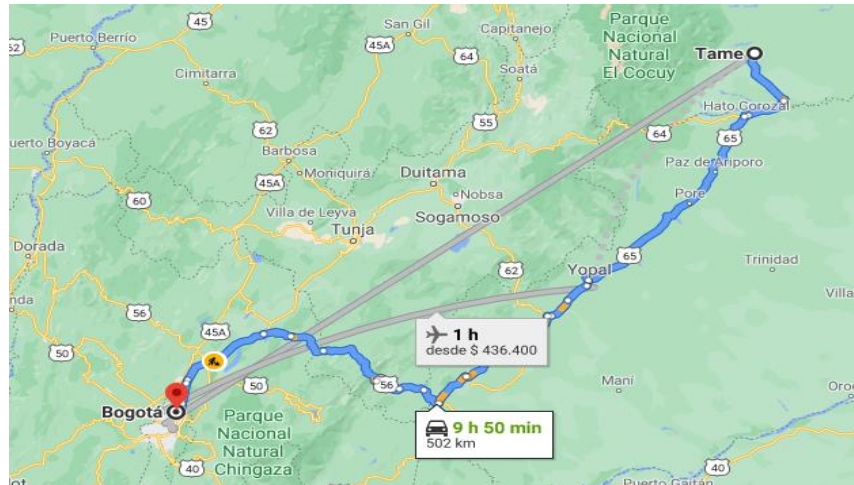 Puerto Berrío
45
San Gil
Capitanejo
Parque
Nacional
Natural
El Cocuy
Tame
45A
64
Soatá
Cimitarra
Hato Corozal
62
55
64
65
uerto Boyacá
Barbosa
Moniquirá
45A
Duitama
Paz de Ariporo
Nobsa
Pore
60
Villa de Leyva
Sogamoso
Tunja
Dorada
62
65
Yopal
Trinidad
nda
56
Villa
45A
1 h
desde $ 436.400
50
50
56
Maní
Oro
Bogotá
9 h 50 min
502 km
Parque
Nacional
Natural
Chingaza
40
40
ot
Puerto Gaitán